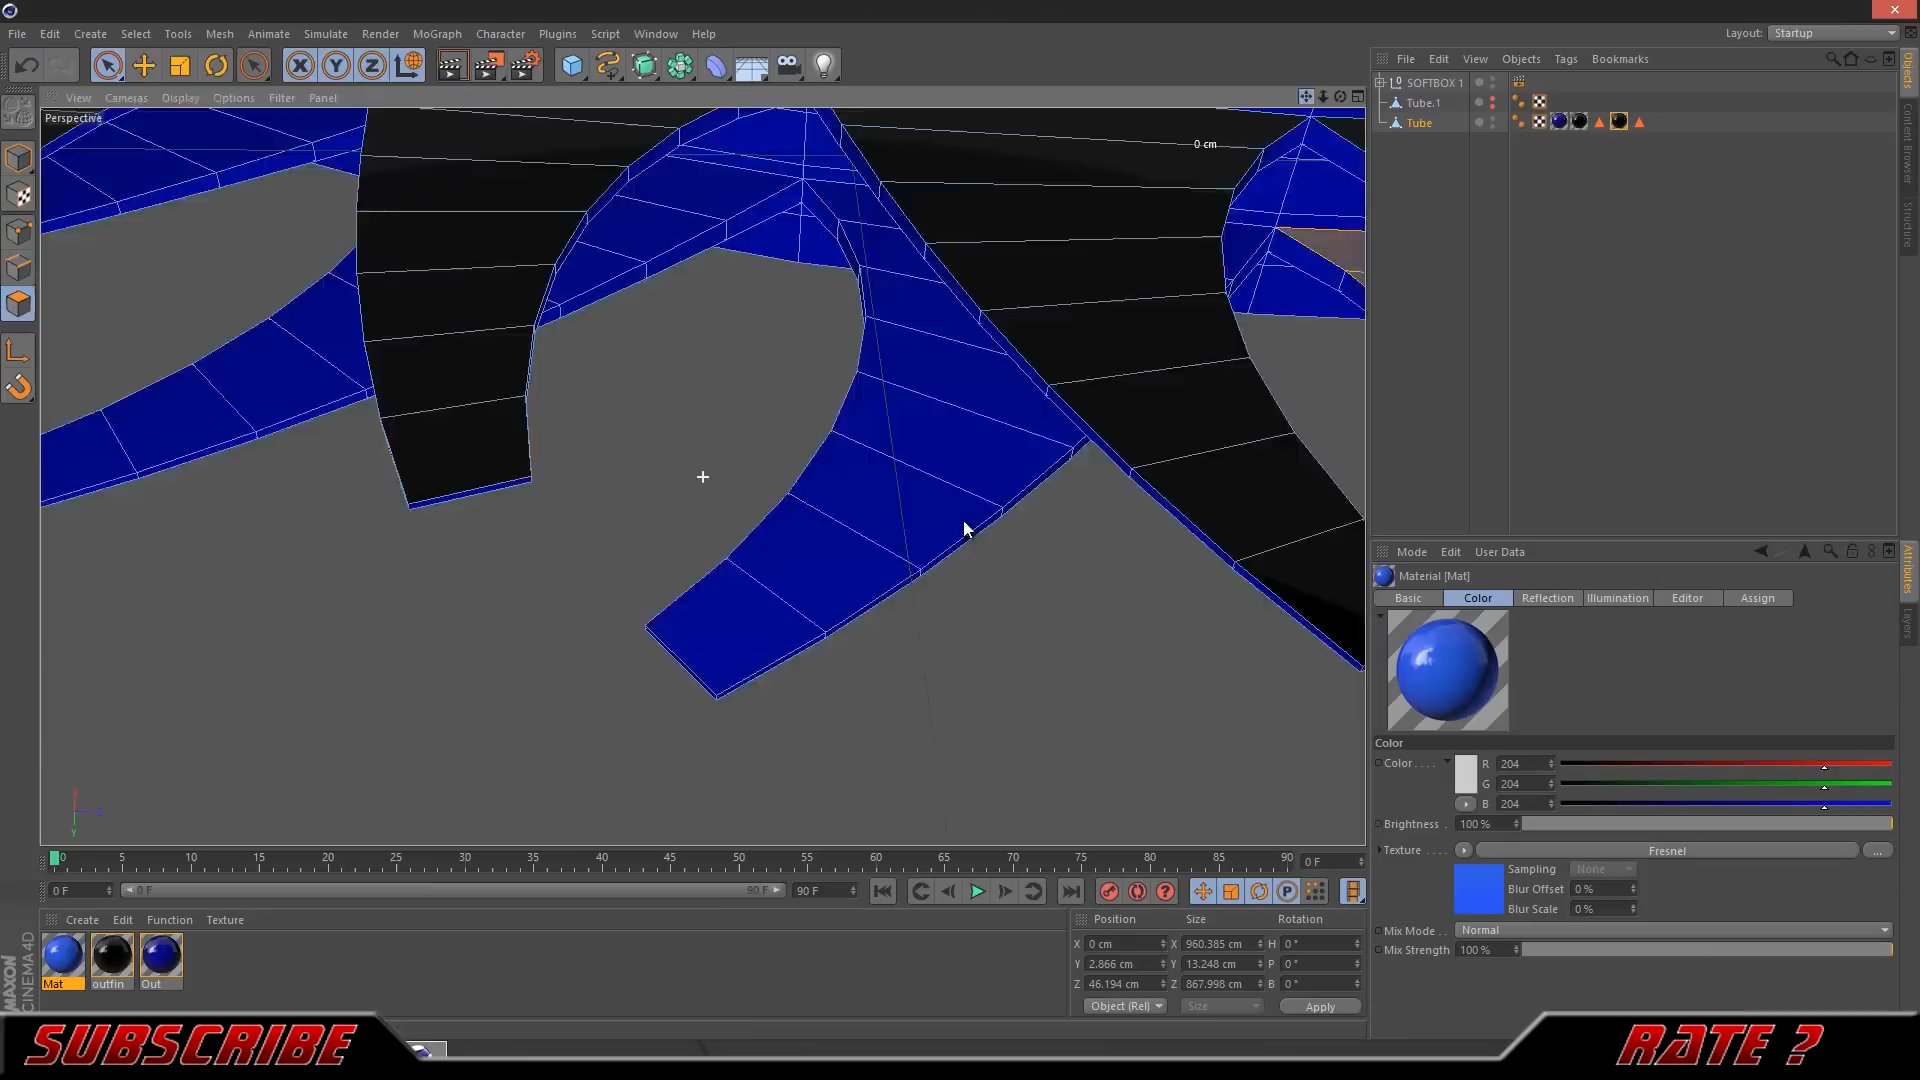 File Edit Create Select Tools Mesh Animate Simulate Render MoGraph Character Plugins Script Window Help
Layout: Startup
X Y Z
View Cameras Display Options Filter Panel
Perspective
0 cm
File Edit View Objects Tags Bookmarks
SOFTBOX 1
Tube.1
Tube
Objects
Content Browser
Structure
Mode Edit User Data
Material [Mat]
Basic Color Reflection Illumination Editor Assign
Attributes
Layers
Color
Color . . . . R 204
G 204
B 204
Brightness . 100 %
Texture . . . . . Fresnel ...
Sampling None
Blur Offset 0 %
Blur Scale 0 %
Mix Mode . . Normal
Mix Strength 100 %
Y
0 5 10 15 20 25 30 35 40 45 50 55 60 65 70 75 80 85 90 0 F
0 F 0 F 90 F 90 F
P
Create Edit Function Texture
Mat outfin Out
Position Size Rotation
X 0 cm X 960.385 cm H 0 °
Y 2.866 cm Y 13.248 cm P 0 °
Z 46.194 cm Z 867.998 cm B 0 °
Object (Rel) Size Apply
MAXON
CINEMA 4D
SUBSCRIBE
RATE ?